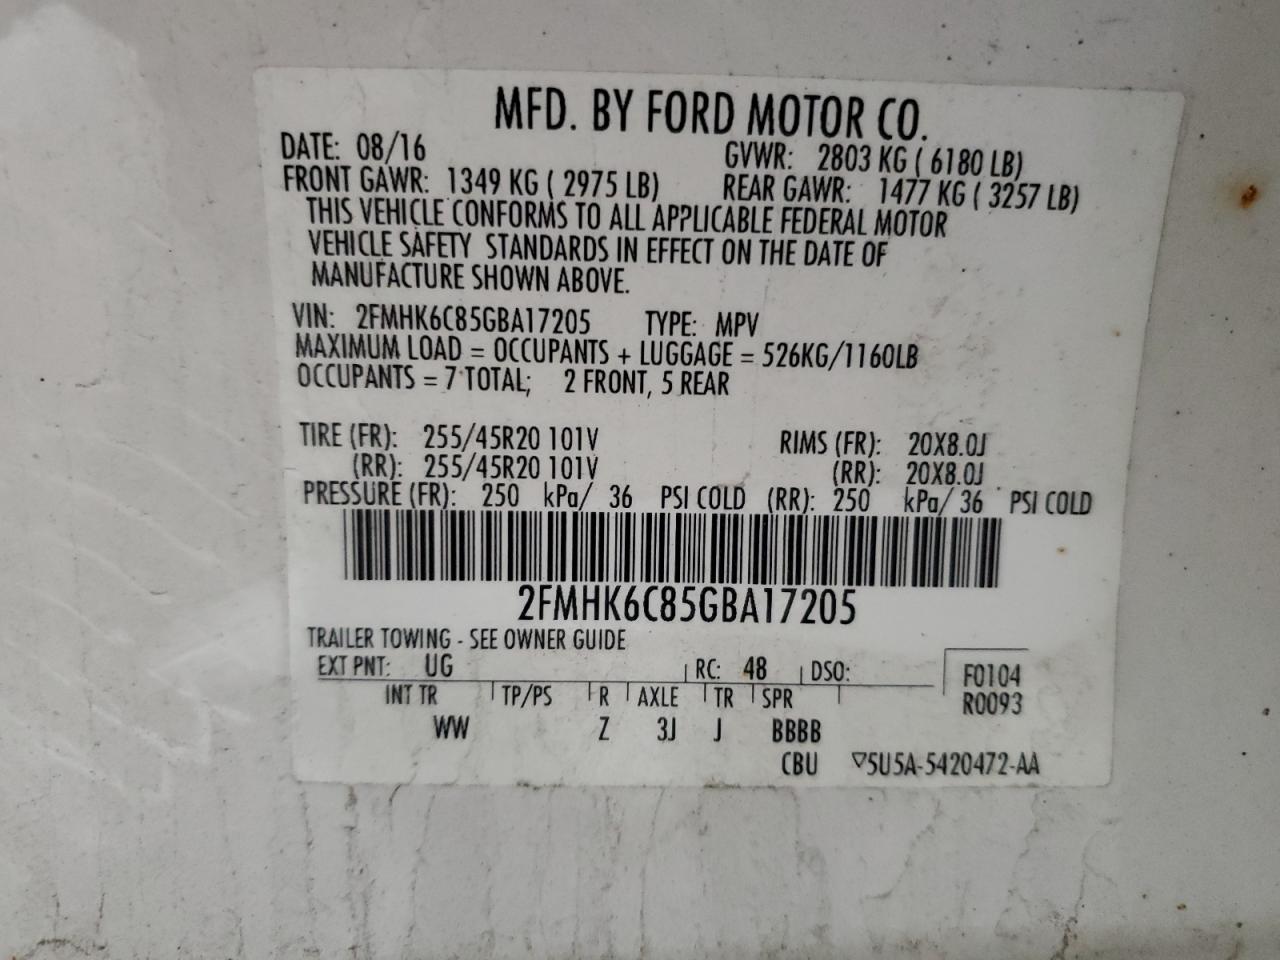 MFD. BY FORD MOTOR CO.
DATE: 08/16 GVWR: 2803 KG ( 6180 LB)
FRONT GAWR: 1349 KG ( 2975 LB) REAR GAWR: 1477 KG ( 3257 LB)
THIS VEHICLE CONFORMS TO ALL APPLICABLE FEDERAL MOTOR
VEHICLE SAFETY STANDARDS IN EFFECT ON THE DATE OF
MANUFACTURE SHOWN ABOVE.
VIN: 2FMHK6C85GBA17205 TYPE: MPV
MAXIMUM LOAD = OCCUPANTS + LUGGAGE = 526KG/1160LB
OCCUPANTS = 7 TOTAL; 2 FRONT, 5 REAR
TIRE (FR): 255/45R20 101V RIMS (FR): 20X8.0J
(RR): 255/45R20 101V (RR): 20X8.0J
PRESSURE (FR): 250 kPa/ 36 PSI COLD (RR): 250 kPa/ 36 PSI COLD
2FMHK6C85GBA17205
TRAILER TOWING - SEE OWNER GUIDE
EXT PNT: UG RC: 48 DSO: F0104
INT TR TP/PS R AXLE TR SPR R0093
WW Z 3J J BBBB
CBU ▽5U5A-5420472-AA